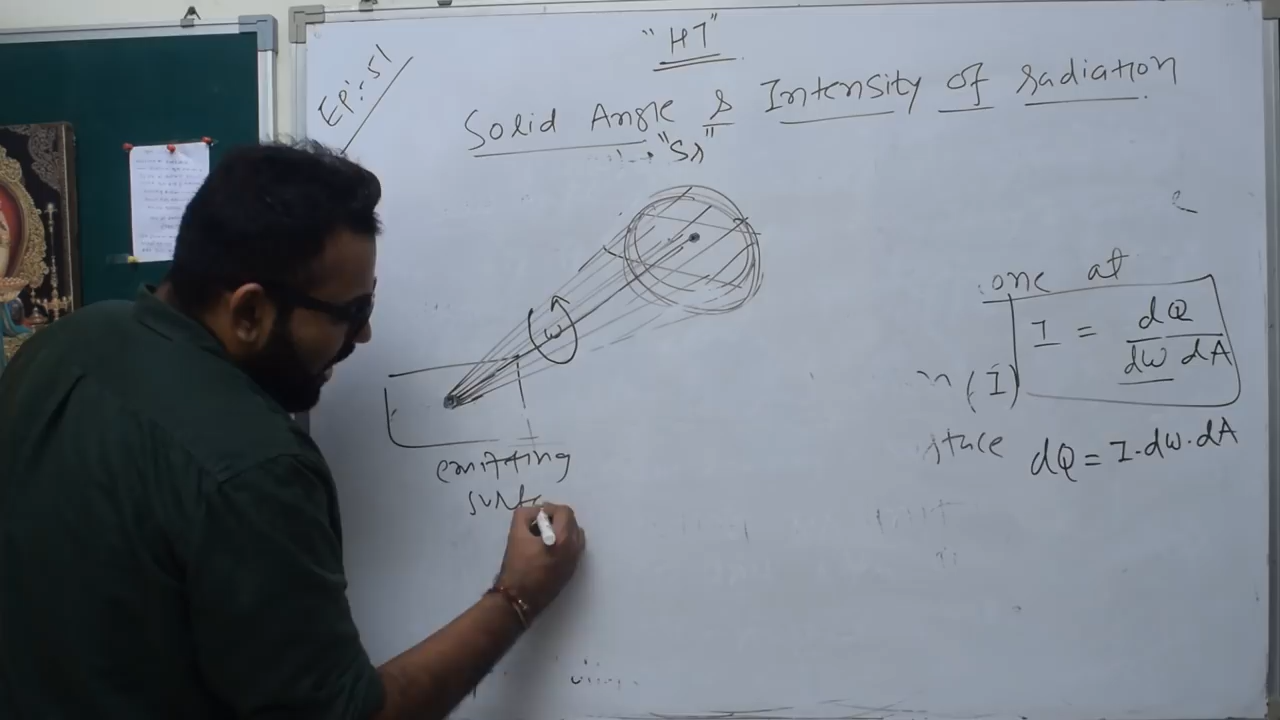 "HT"
Ep:-51
Solid Angle & Intensity of radiation
"Sr"
ω
one at
I = dQ / dω dA
(I)
dQ = I·dω·dA
emitting
surf